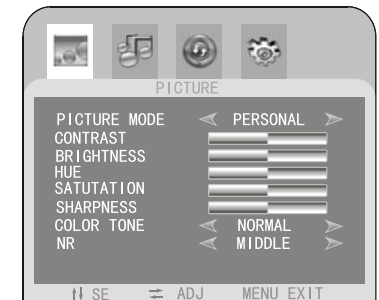 PICTURE
PICTURE MODE PERSONAL
CONTRAST
BRIGHTNESS
HUE
SATUTATION
SHARPNESS
COLOR TONE NORMAL
NR MIDDLE
SE ADJ MENU EXIT